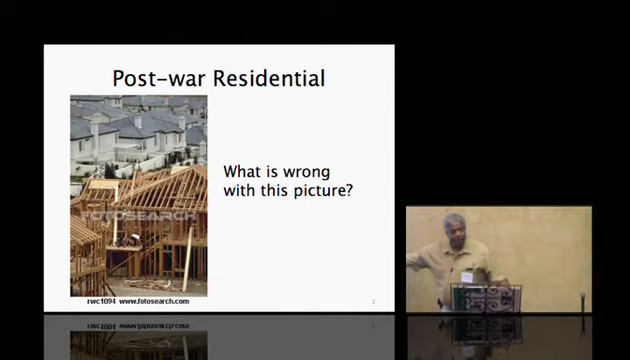 Post-war Residential
What is wrong
with this picture?
FOTOSEARCH
rwc1094 www.fotosearch.com
2